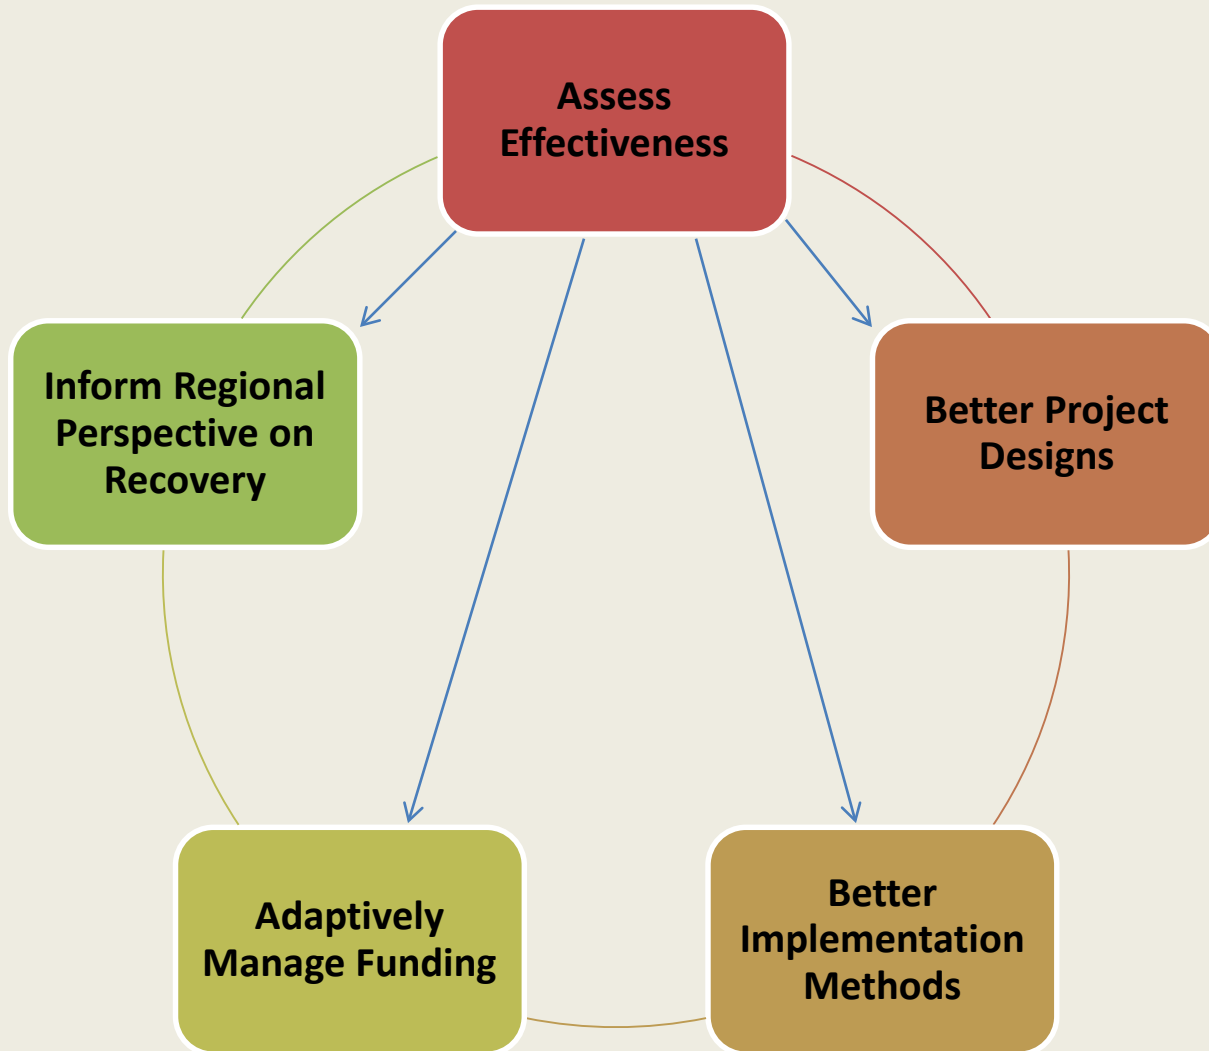 Assess
Effectiveness
Inform Regional
Perspective on
Recovery
Better Project
Designs
Adaptively
Manage Funding
Better
Implementation
Methods